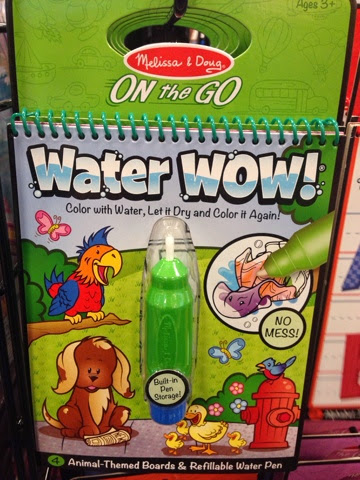 Ages 3+
Melissa & Doug
ON the GO
Water WOW!
Color with Water, Let it Dry and Color it Again!
NO
MESS!
Built-in
Pen
Storage!
4 Animal-Themed Boards & Refillable Water Pen